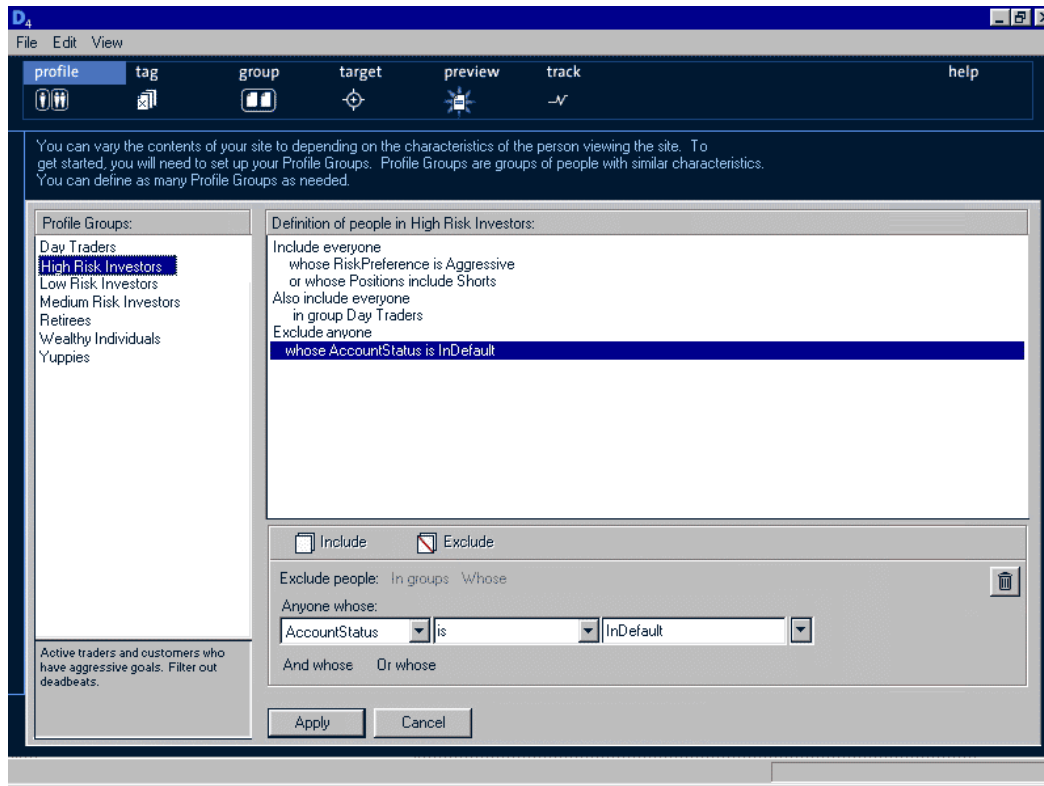 D4
File Edit View
profile tag group target preview track help
You can vary the contents of your site to depending on the characteristics of the person viewing the site. To
get started, you will need to set up your Profile Groups. Profile Groups are groups of people with similar characteristics.
You can define as many Profile Groups as needed.
Profile Groups:
Day Traders
High Risk Investors
Low Risk Investors
Medium Risk Investors
Retirees
Wealthy Individuals
Yuppies
Active traders and customers who
have aggressive goals. Filter out
deadbeats.
Definition of people in High Risk Investors:
Include everyone
whose RiskPreference is Aggressive
or whose Positions include Shorts
Also include everyone
in group Day Traders
Exclude anyone
whose AccountStatus is InDefault
Include Exclude
Exclude people: In groups Whose
Anyone whose:
AccountStatus is InDefault
And whose Or whose
Apply Cancel